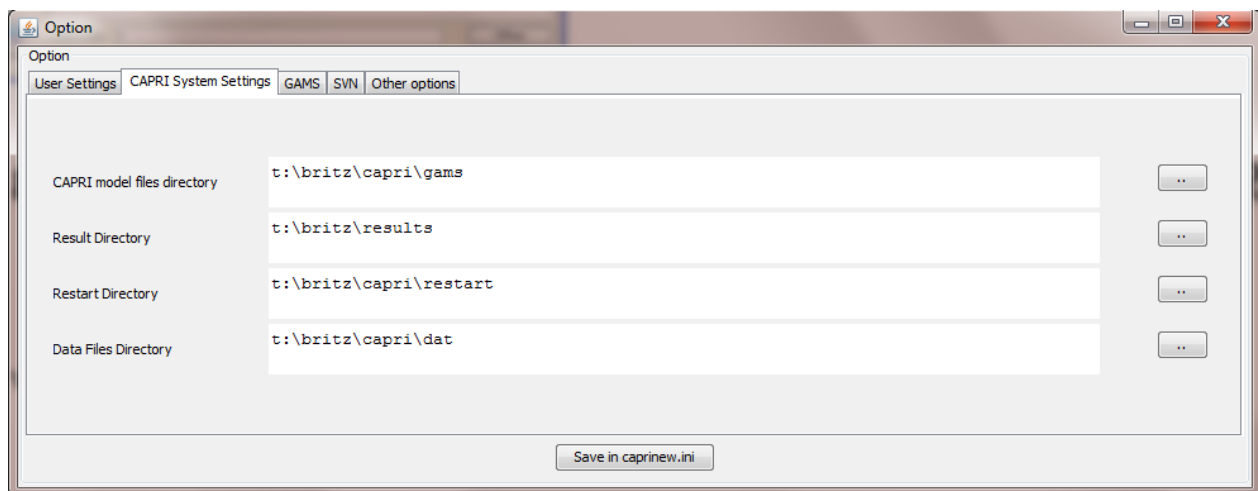 Option
Option
User Settings CAPRI System Settings GAMS SVN Other options
CAPRI model files directory t:\britz\capri\gams ..
Result Directory t:\britz\results ..
Restart Directory t:\britz\capri\restart ..
Data Files Directory t:\britz\capri\dat ..
Save in caprinew.ini